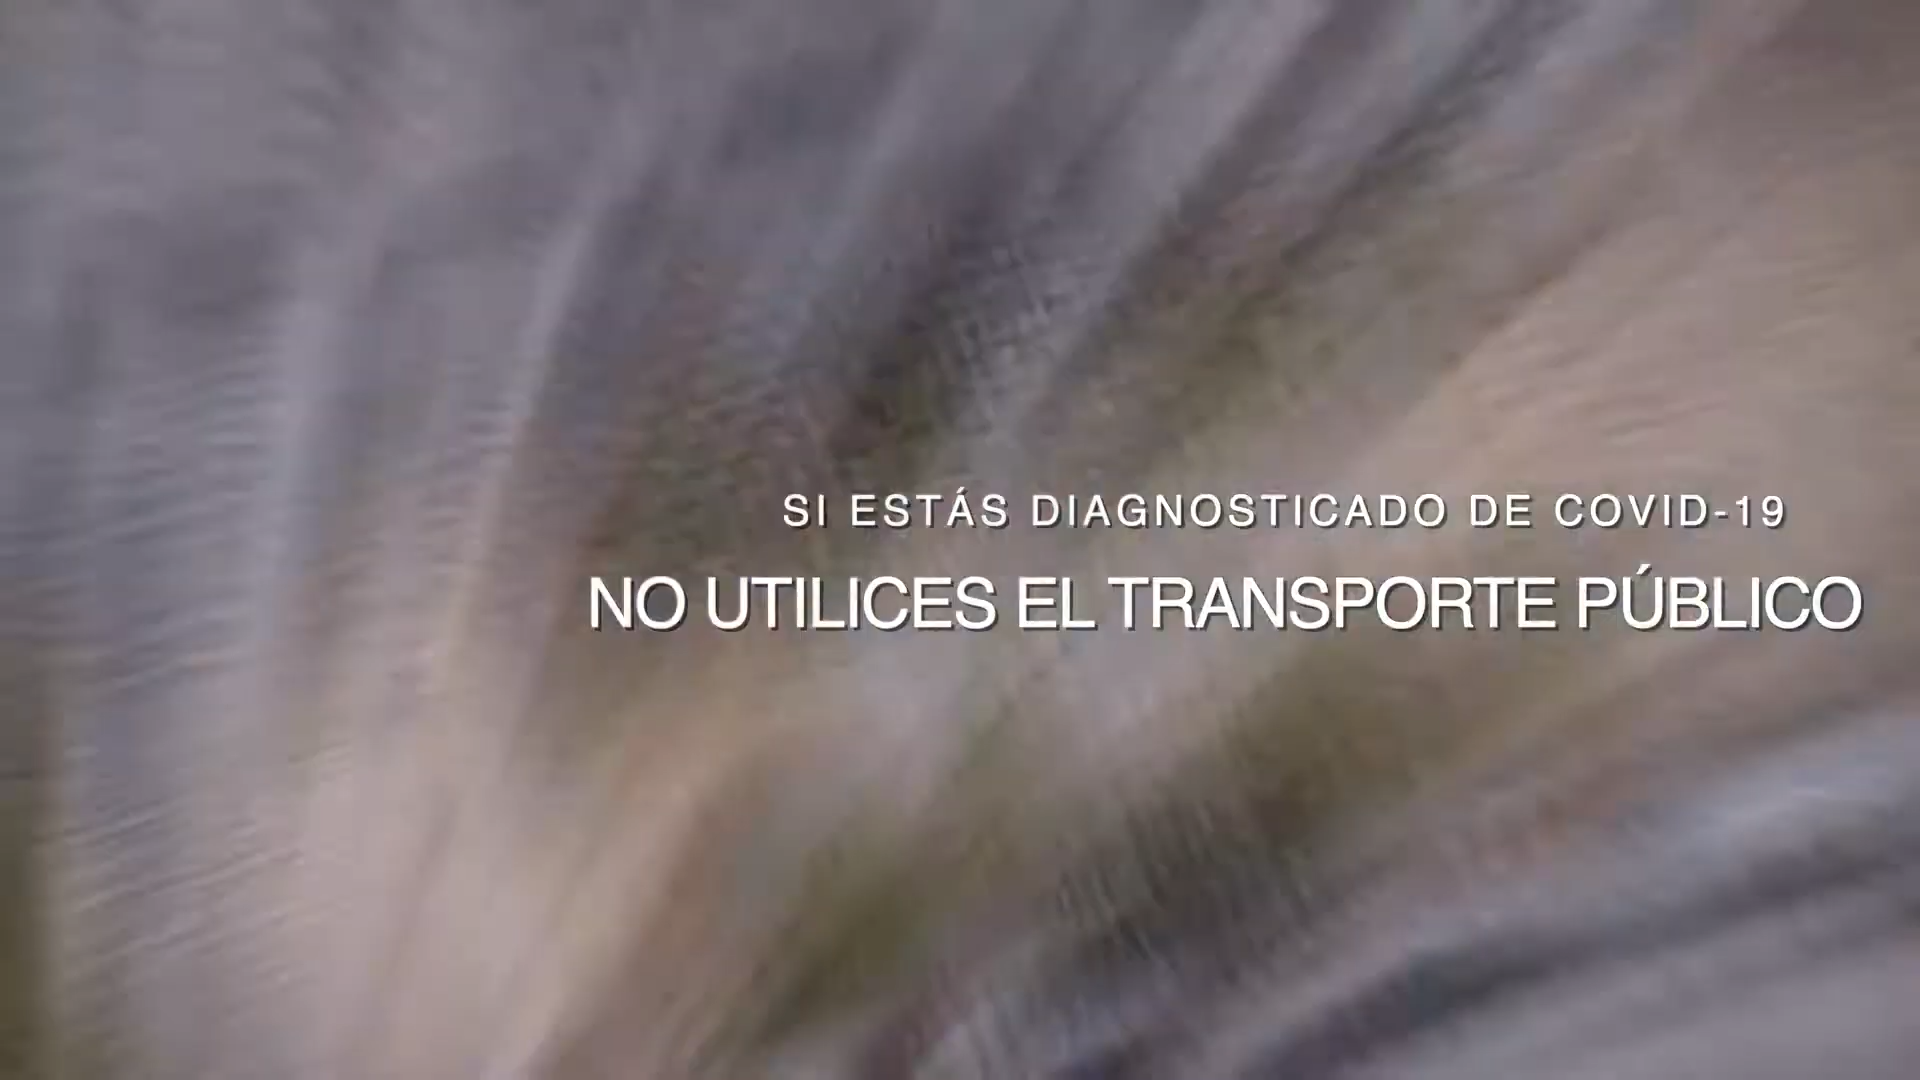 SI ESTÁS DIAGNOSTICADO DE COVID-19
NO UTILICES EL TRANSPORTE PÚBLICO